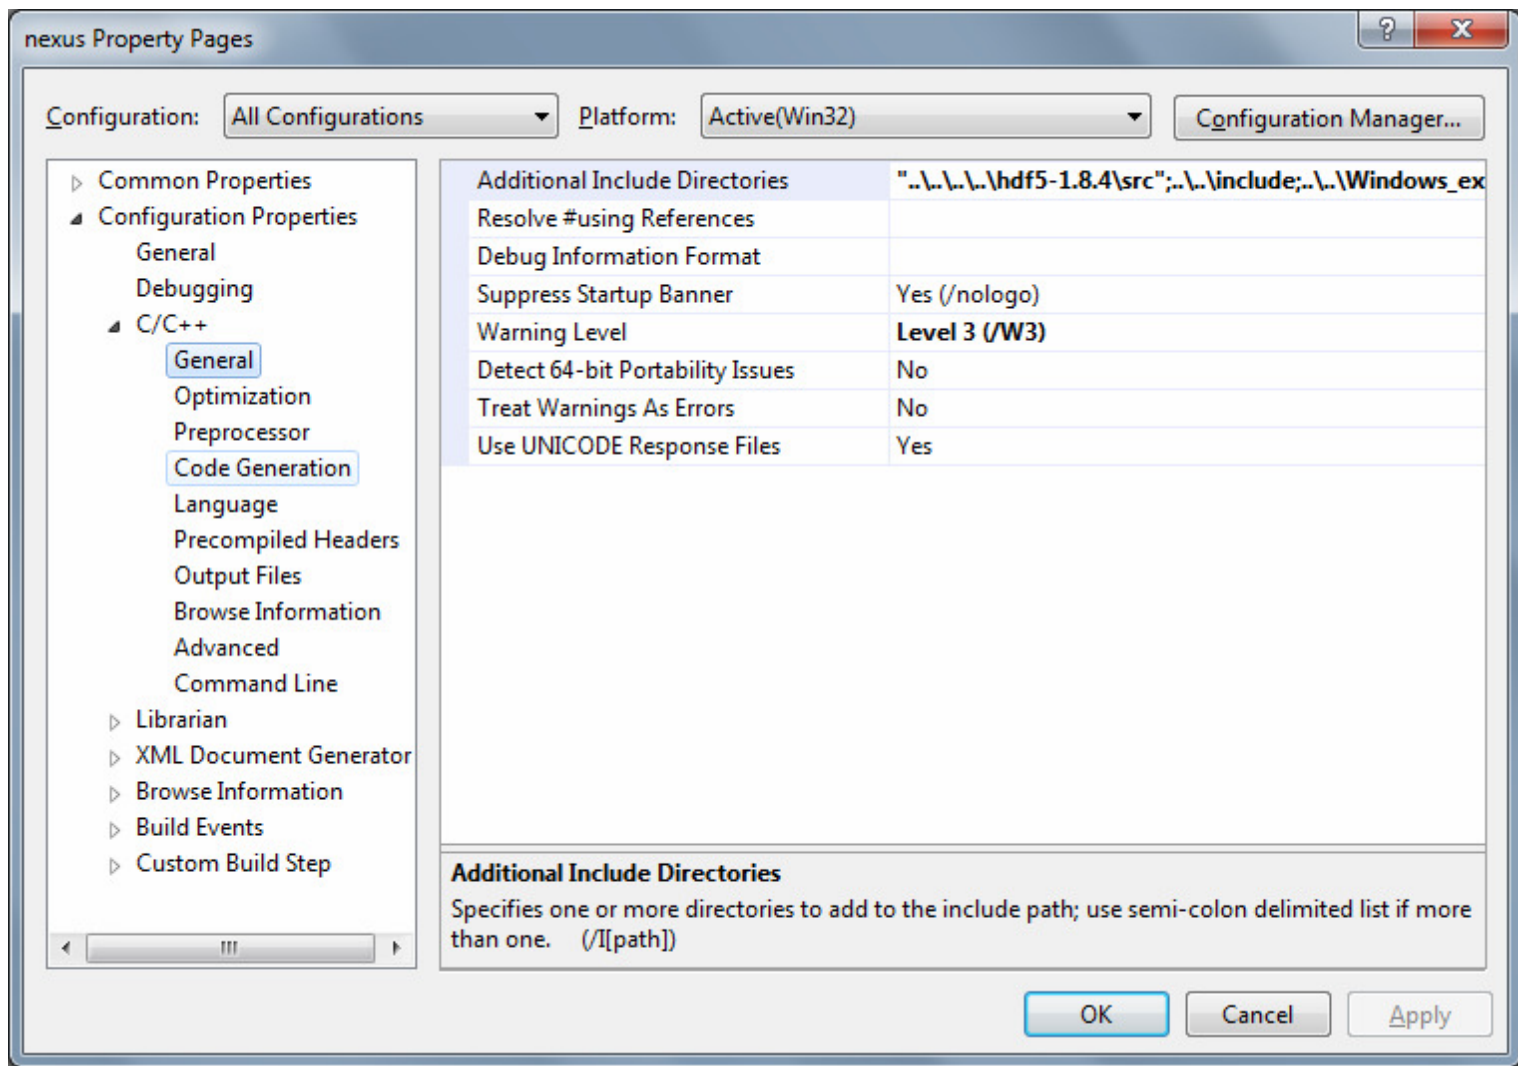 nexus Property Pages
Configuration: All Configurations Platform: Active(Win32) Configuration Manager...
Common Properties
Configuration Properties
General
Debugging
C/C++
General
Optimization
Preprocessor
Code Generation
Language
Precompiled Headers
Output Files
Browse Information
Advanced
Command Line
Librarian
XML Document Generator
Browse Information
Build Events
Custom Build Step
Additional Include Directories "..\..\..\..\hdf5-1.8.4\src";..\..\include;..\..\Windows_ex
Resolve #using References
Debug Information Format
Suppress Startup Banner Yes (/nologo)
Warning Level Level 3 (/W3)
Detect 64-bit Portability Issues No
Treat Warnings As Errors No
Use UNICODE Response Files Yes
Additional Include Directories
Specifies one or more directories to add to the include path; use semi-colon delimited list if more
than one. (/I[path])
OK Cancel Apply